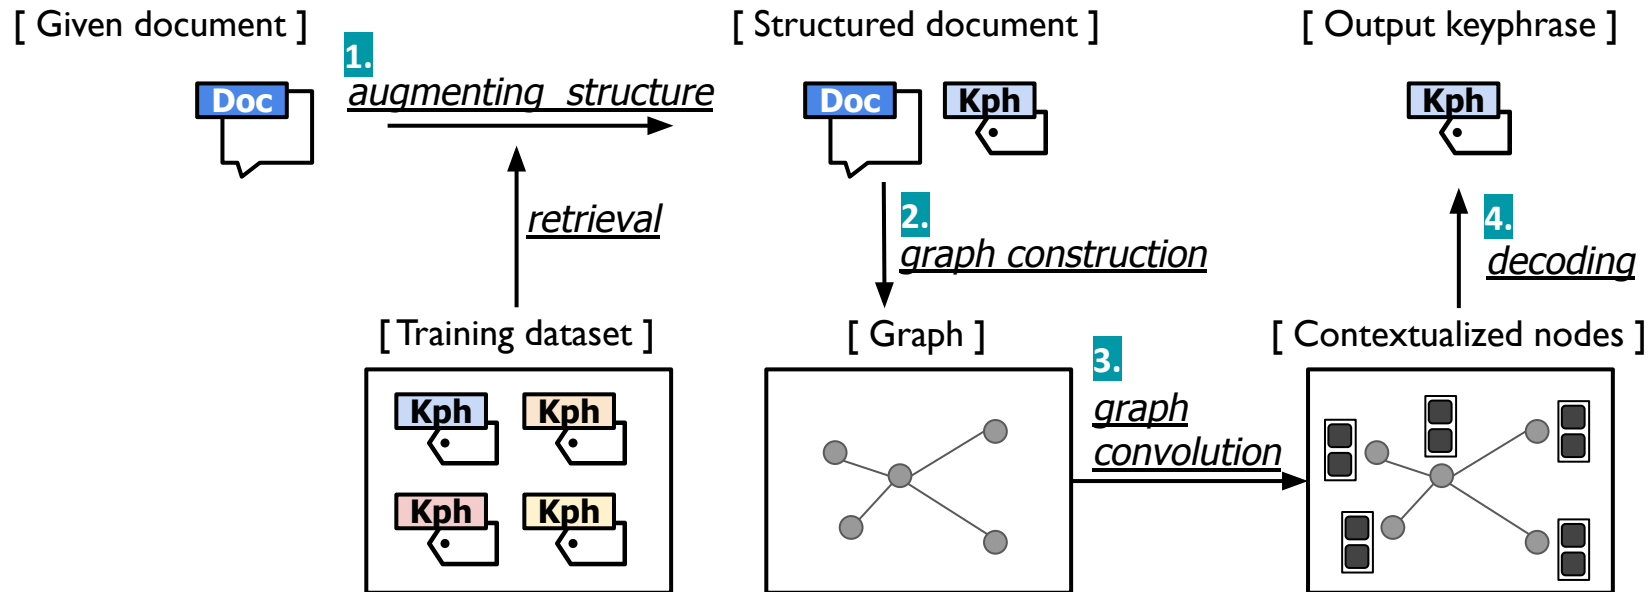 [ Given document ]
1.
augmenting structure
[ Structured document ]
[ Output keyphrase ]
Doc
Doc
Kph
Kph
retrieval
2.
graph construction
4.
decoding
[ Training dataset ]
[ Graph ]
3.
graph
convolution
[ Contextualized nodes ]
Kph
Kph
Kph
Kph